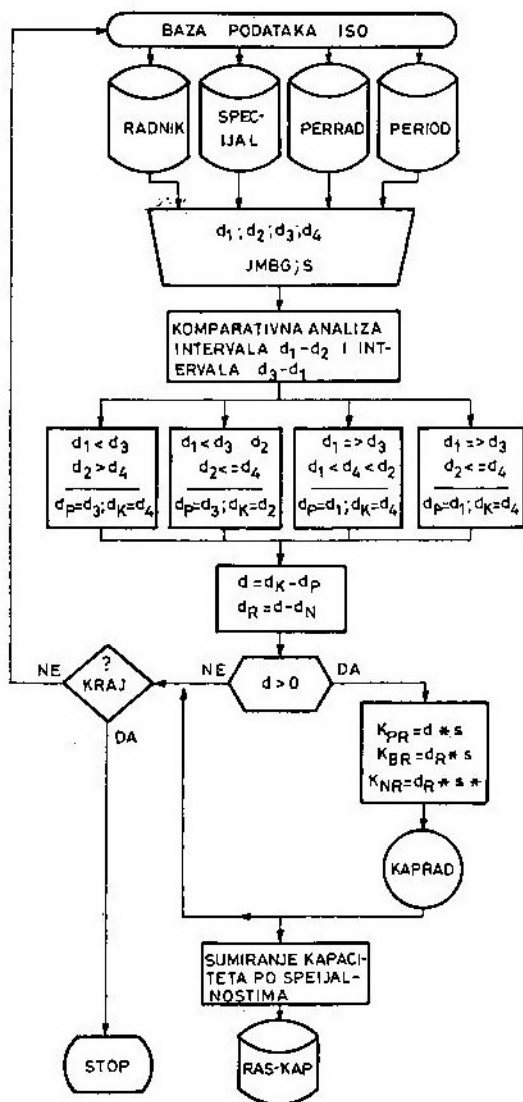 BAZA PODATAKA ISO
RADNIK
SPEC-
IJAL
PERRAD
PERIOD
d₁;d₂;d₃;d₄
JMBG;S
KOMPARATIVNA ANALIZA
INTERVALA d₁-d₂ I INT-
ERVALA d₃-d₁
d₁<d₃
d₂>d₄
dP=d₃;dK=d₄
d₁<d₃ d₂
d₂<=d₄
dP=d₃;dK=d₂
d₁=>d₃
d₁<d₄<d₂
dP=d₁;dK=d₄
d₁=>d₃
d₂<=d₄
dP=d₁;dK=d₄
d=dK-dP
dR=d-dN
NE
?
KRAJ
DA
NE
d>0
DA
KPR=d*s
KBR=dR*s
KNR=dR*s*
KAPRAD
SUMIRANJE KAPACI-
TETA PO SPEIJAL-
NOSTIMA
STOP
RAS-KAP